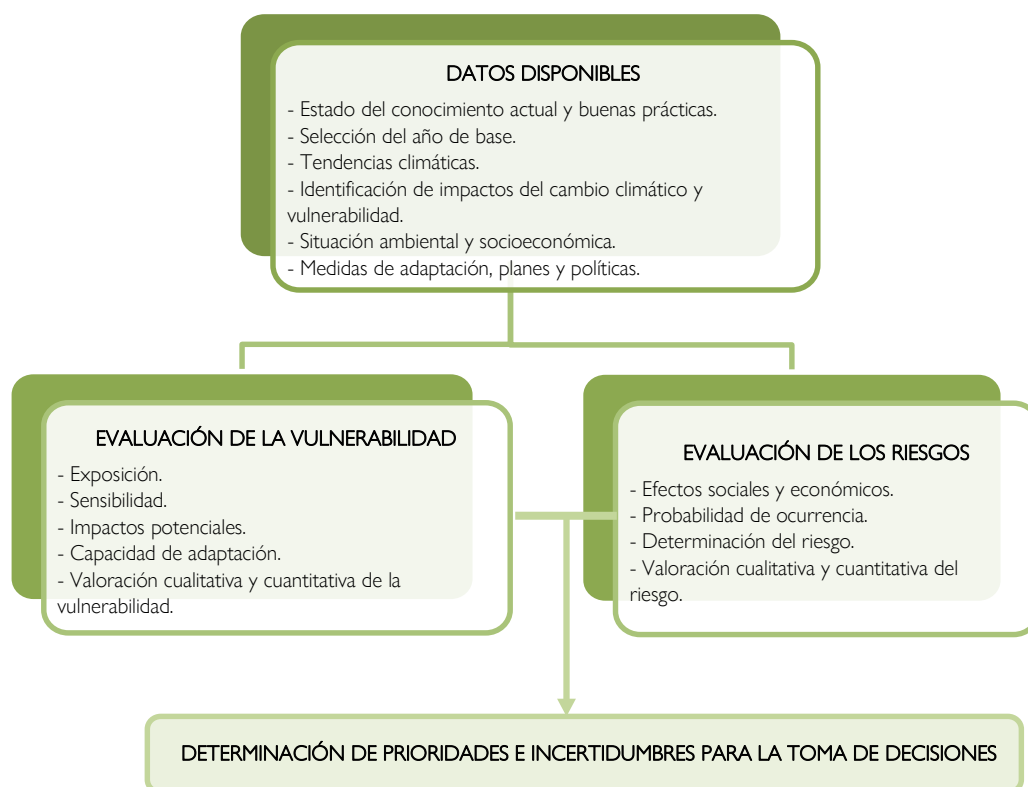 DATOS DISPONIBLES
- Estado del conocimiento actual y buenas prácticas.
- Selección del año de base.
- Tendencias climáticas.
- Identificación de impactos del cambio climático y
vulnerabilidad.
- Situación ambiental y socioeconómica.
- Medidas de adaptación, planes y políticas.
EVALUACIÓN DE LA VULNERABILIDAD
- Exposición.
- Sensibilidad.
- Impactos potenciales.
- Capacidad de adaptación.
- Valoración cualitativa y cuantitativa de la
vulnerabilidad.
EVALUACIÓN DE LOS RIESGOS
- Efectos sociales y económicos.
- Probabilidad de ocurrencia.
- Determinación del riesgo.
- Valoración cualitativa y cuantitativa del
riesgo.
DETERMINACIÓN DE PRIORIDADES E INCERTIDUMBRES PARA LA TOMA DE DECISIONES